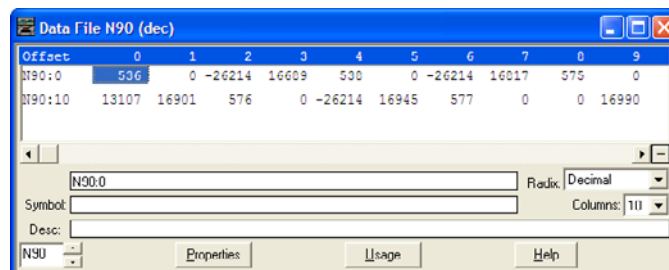 Data File N90 (dec)
Offset 0 1 2 3 4 5 6 7 8 9
N90:0 536 0 -26214 16609 538 0 -26214 16817 575 0
N90:10 13107 16901 576 0 -26214 16945 577 0 0 16990
N90:0
Radix: Decimal
Symbol:
Columns: 10
Desc:
N90 Properties Usage Help